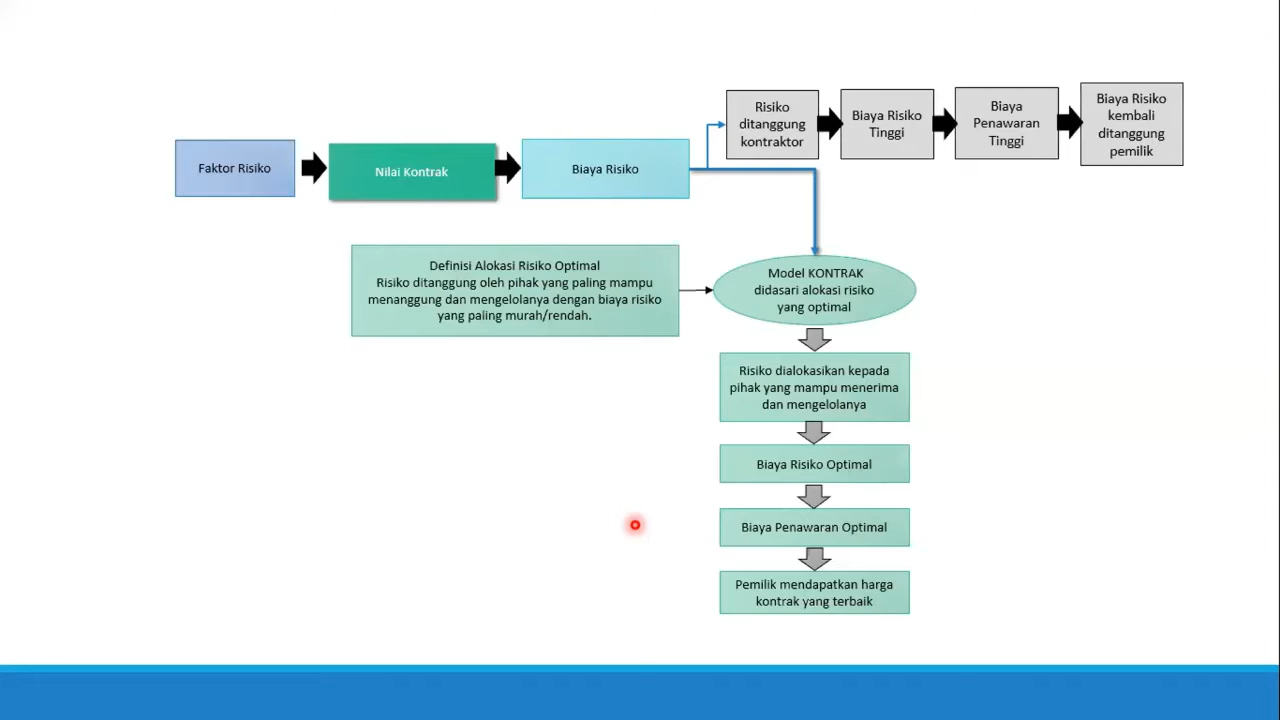 Faktor Risiko
Nilai Kontrak
Biaya Risiko
Risiko
ditanggung
kontraktor
Biaya Risiko
Tinggi
Biaya
Penawaran
Tinggi
Biaya Risiko
kembali
ditanggung
pemilik
Definisi Alokasi Risiko Optimal
Risiko ditanggung oleh pihak yang paling mampu
menanggung dan mengelolanya dengan biaya risiko
yang paling murah/rendah.
Model KONTRAK
didasari alokasi risiko
yang optimal
Risiko dialokasikan kepada
pihak yang mampu menerima
dan mengelolanya
Biaya Risiko Optimal
Biaya Penawaran Optimal
Pemilik mendapatkan harga
kontrak yang terbaik